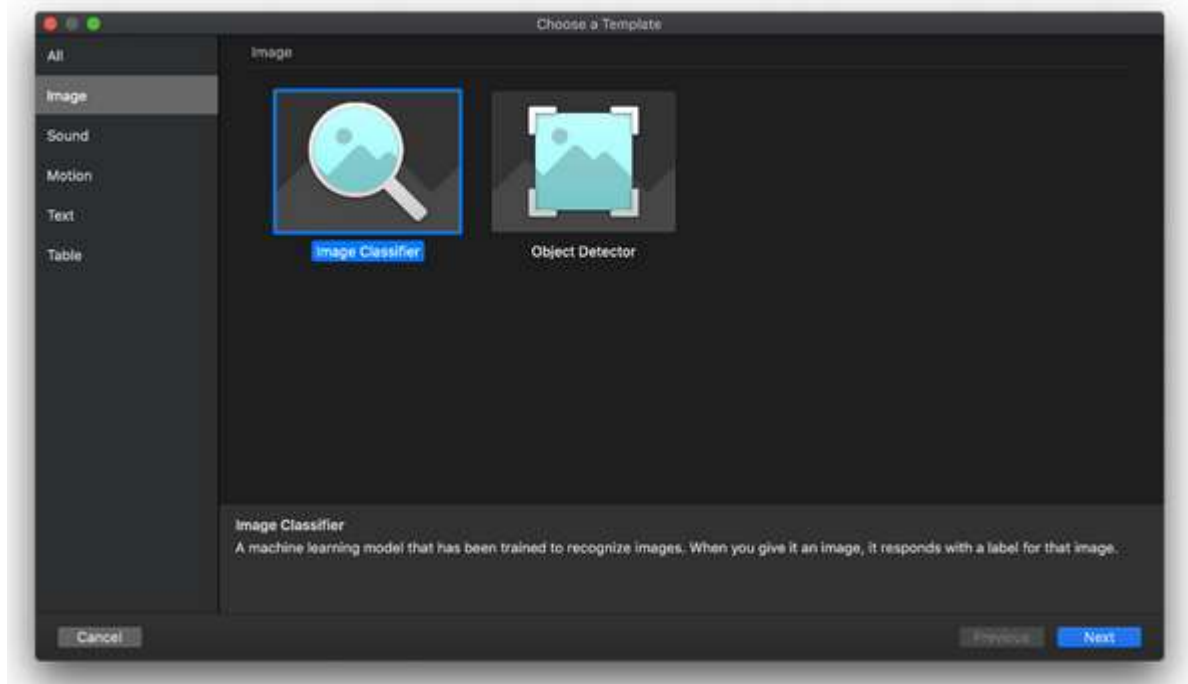 Choose a Template
All
Image
Sound
Motion
Text
Table
Image
Image Classifier
Object Detector
Image Classifier
A machine learning model that has been trained to recognize images. When you give it an image, it responds with a label for that image.
Cancel
Previous
Next